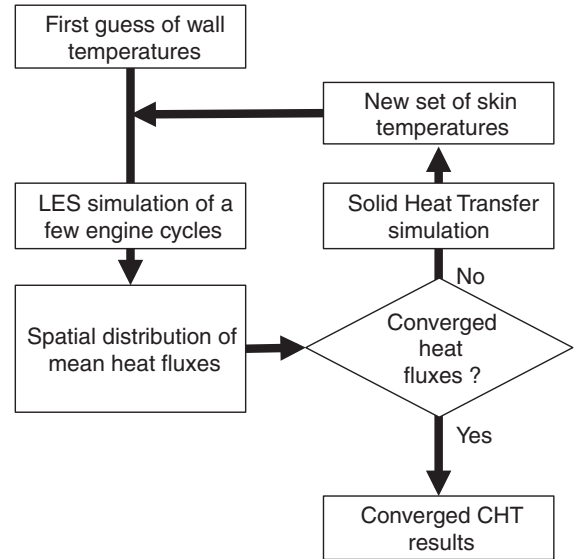 First guess of wall
temperatures
New set of skin
temperatures
LES simulation of a
few engine cycles
Solid Heat Transfer
simulation
No
Spatial distribution of
mean heat fluxes
Converged
heat
fluxes ?
Yes
Converged CHT
results